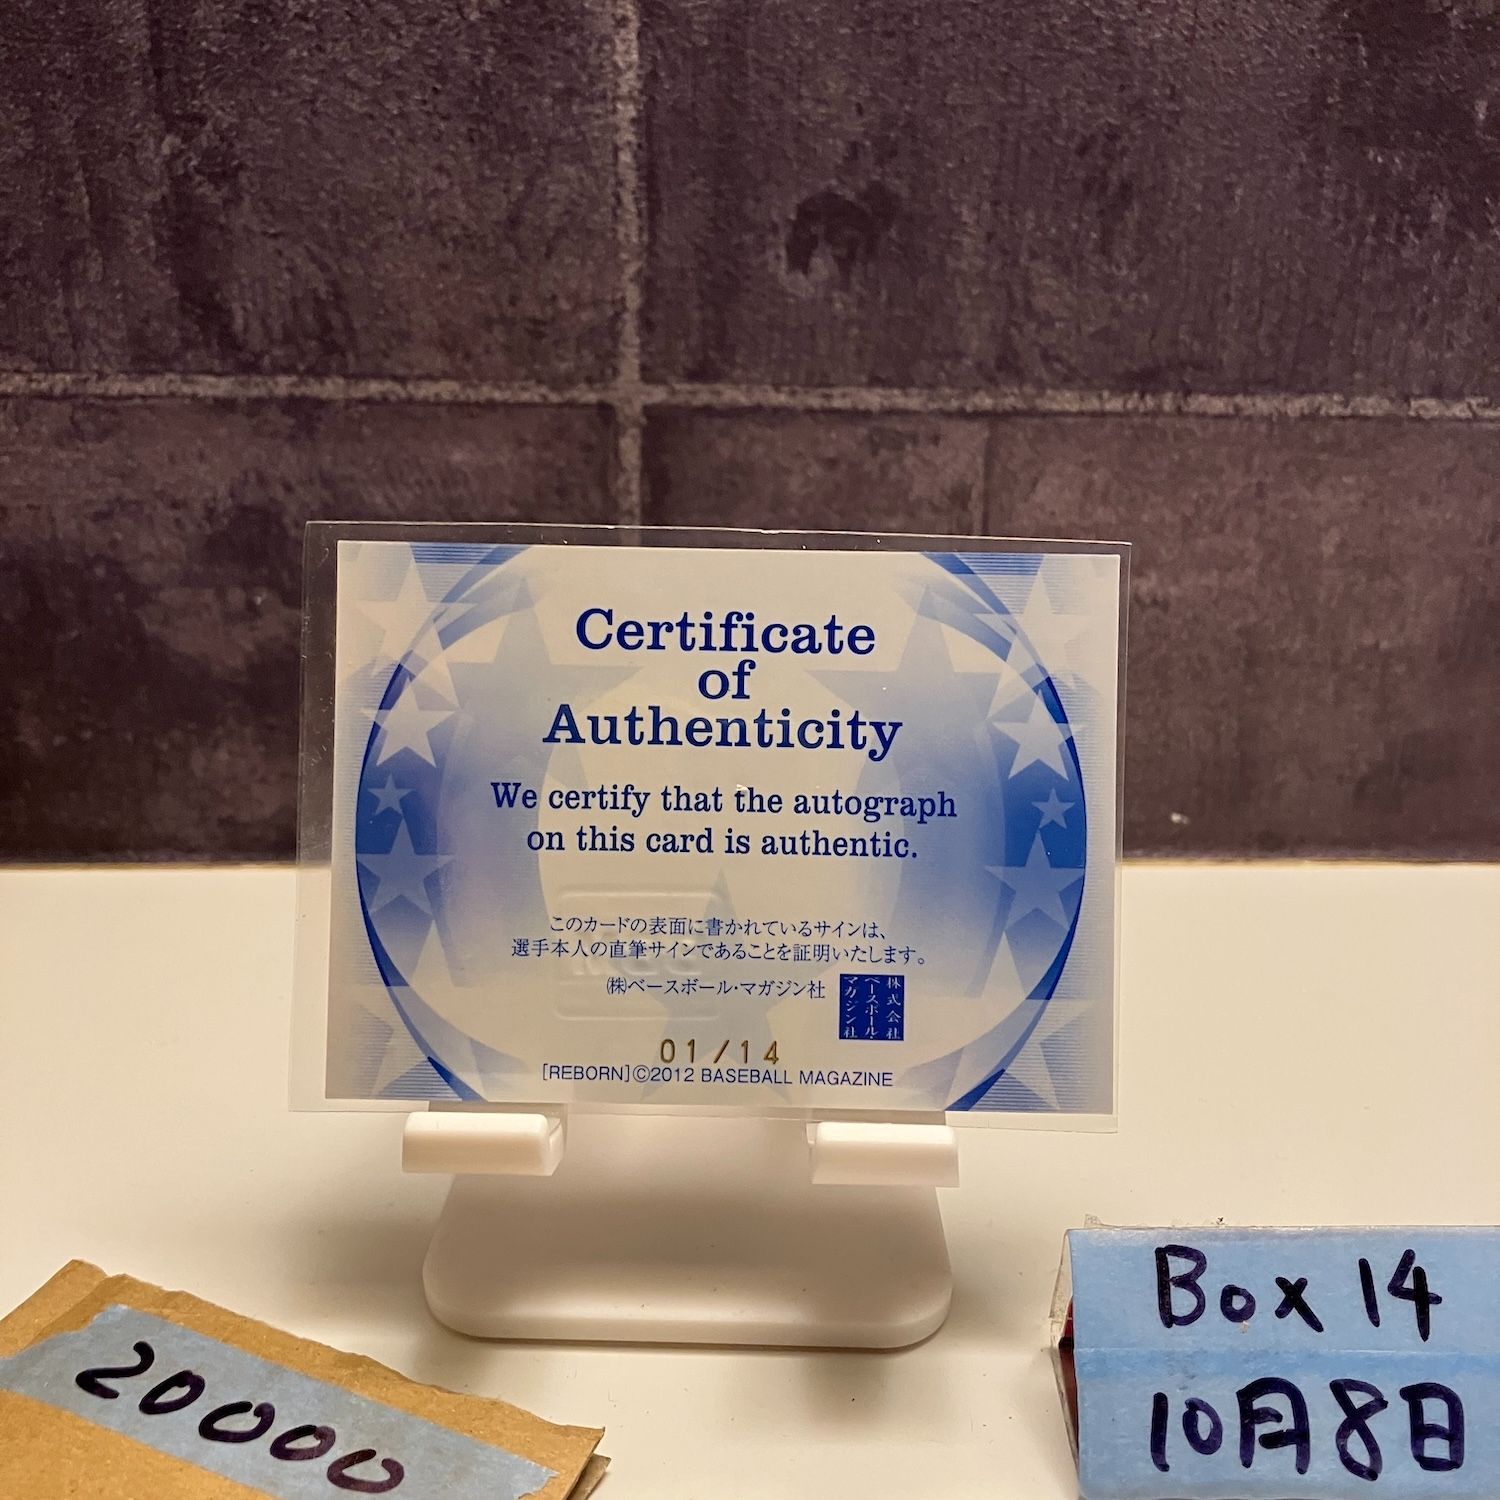 Certificate
of
Authenticity
We certify that the autograph
on this card is authentic.
このカードの表面に書かれているサインは、
選手本人の直筆サインであることを証明いたします。
㈱ベースボール・マガジン社
株式会社
ベースボール・
マガジン社
01/14
[REBORN]©2012 BASEBALL MAGAZINE
20000
Box 14
10月8日